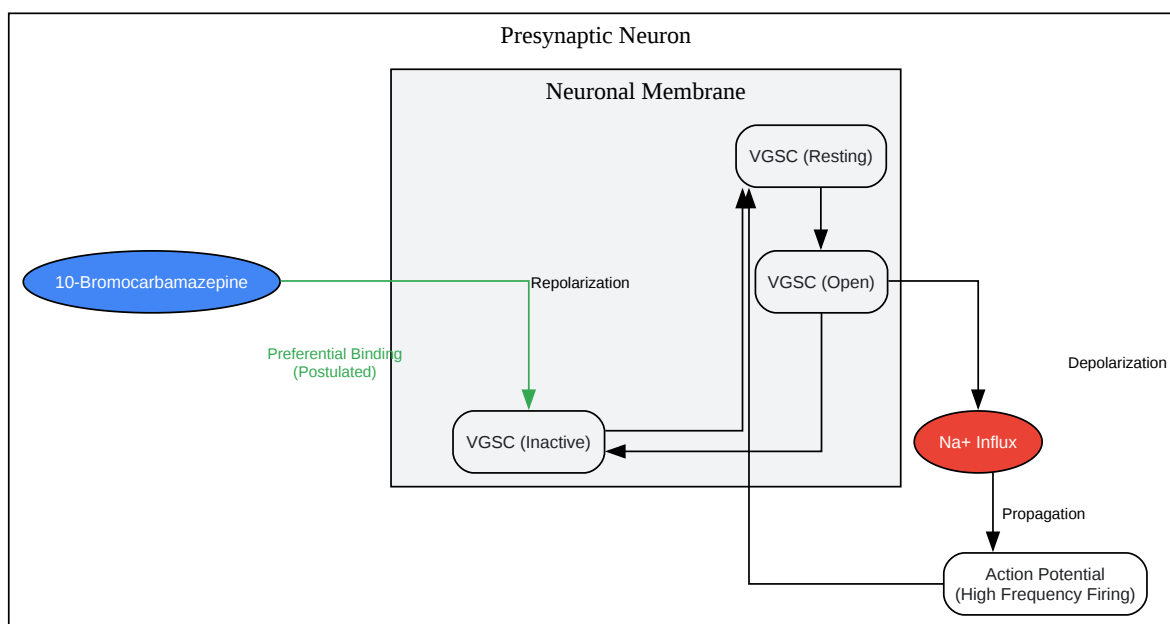 Presynaptic Neuron
Neuronal Membrane
VGSC (Resting)
10-Bromocarbamazepine
Repolarization
VGSC (Open)
Preferential Binding
(Postulated)
Depolarization
VGSC (Inactive)
Na+ Influx
Propagation
Action Potential
(High Frequency Firing)